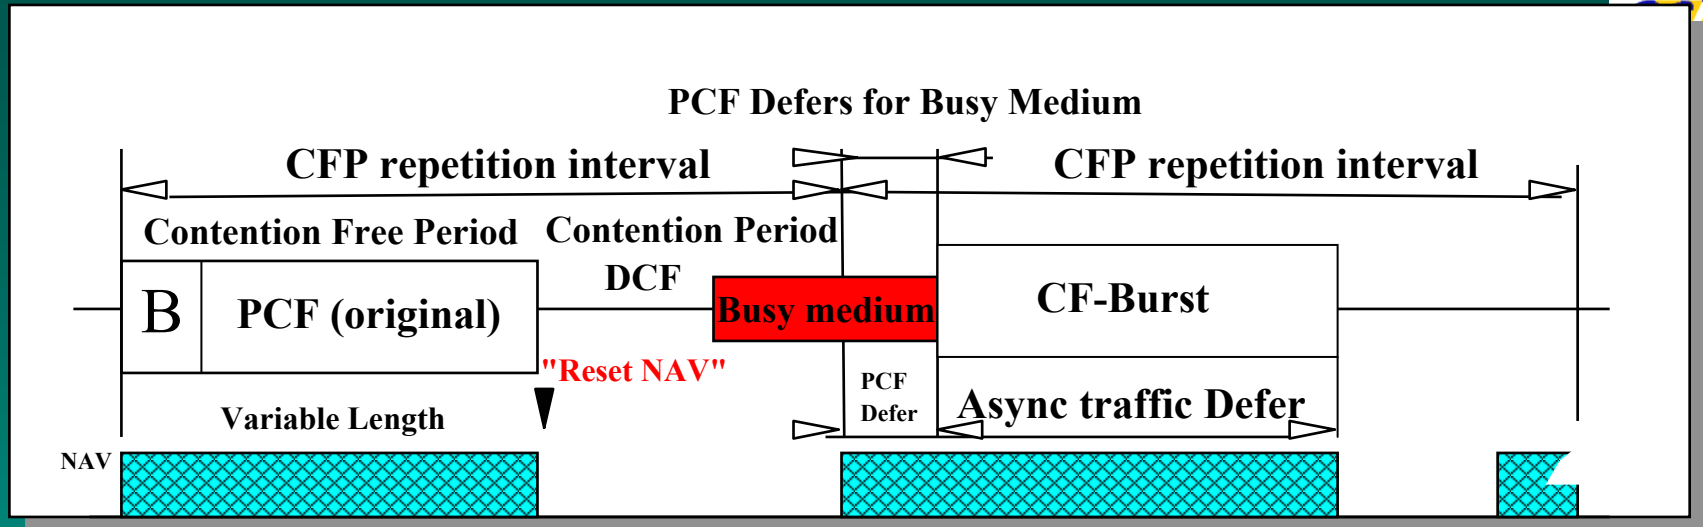 PCF Defers for Busy Medium
CFP repetition interval
CFP repetition interval
Contention Free Period
Contention Period
DCF
B
PCF (original)
Busy medium
CF-Burst
"Reset NAV"
PCF
Defer
Variable Length
Async traffic Defer
NAV